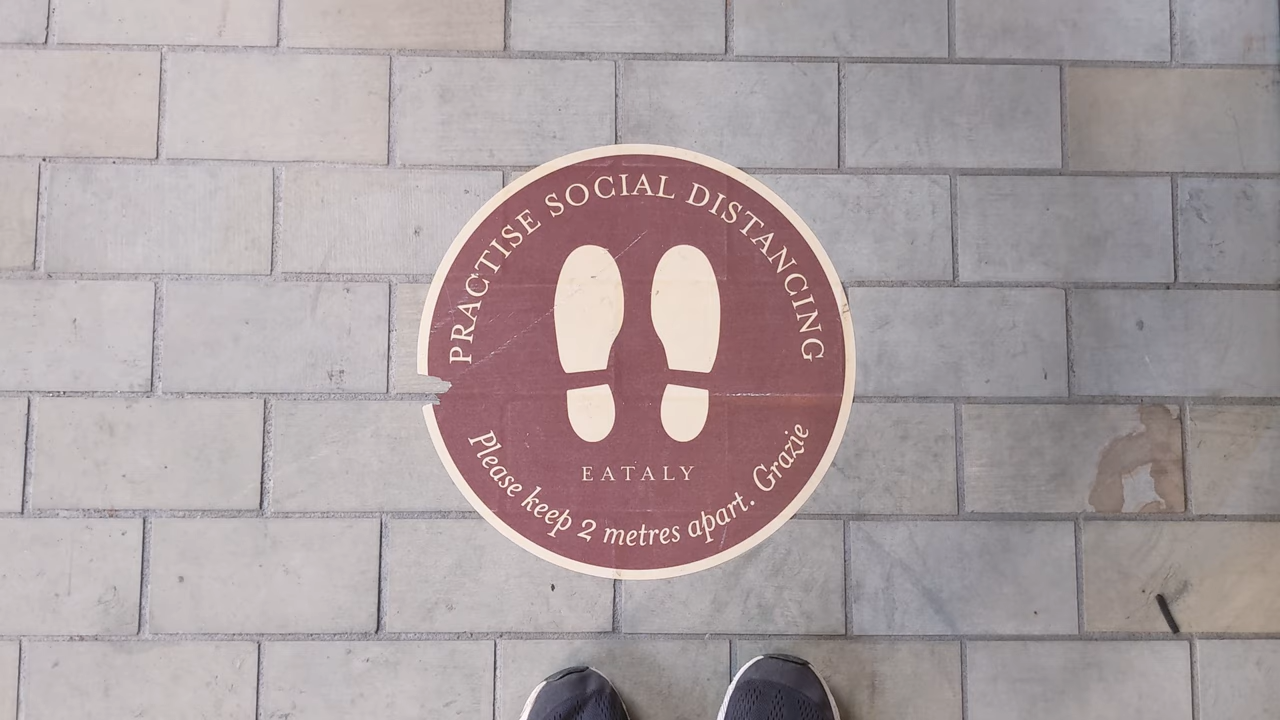 PRACTISE SOCIAL DISTANCING
EATALY
Please keep 2 metres apart. Grazie